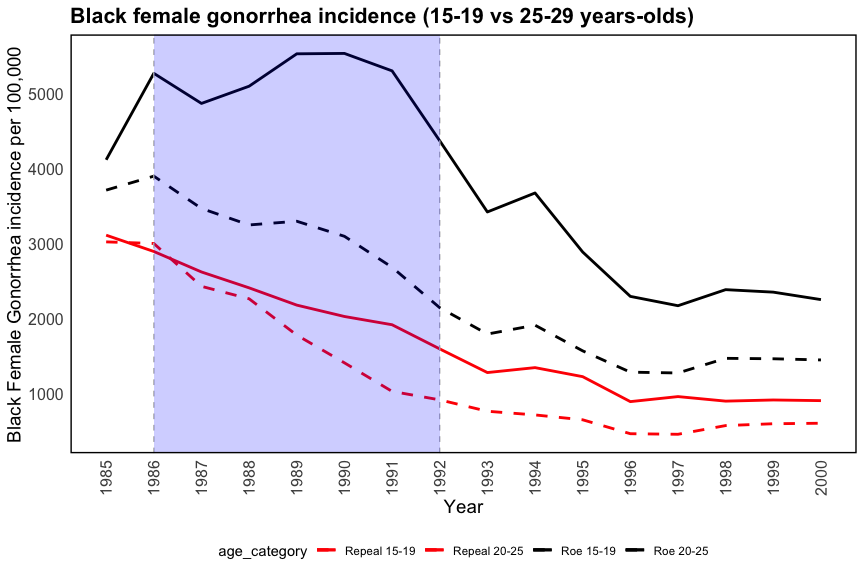 Black female gonorrhea incidence (15-19 vs 25-29 years-olds)
Black Female Gonorrhea incidence per 100,000
5000
4000
3000
2000
1000
1985 1986 1987 1988 1989 1990 1991 1992 1993 1994 1995 1996 1997 1998 1999 2000
Year
age_category Repeal 15-19 Repeal 20-25 Roe 15-19 Roe 20-25